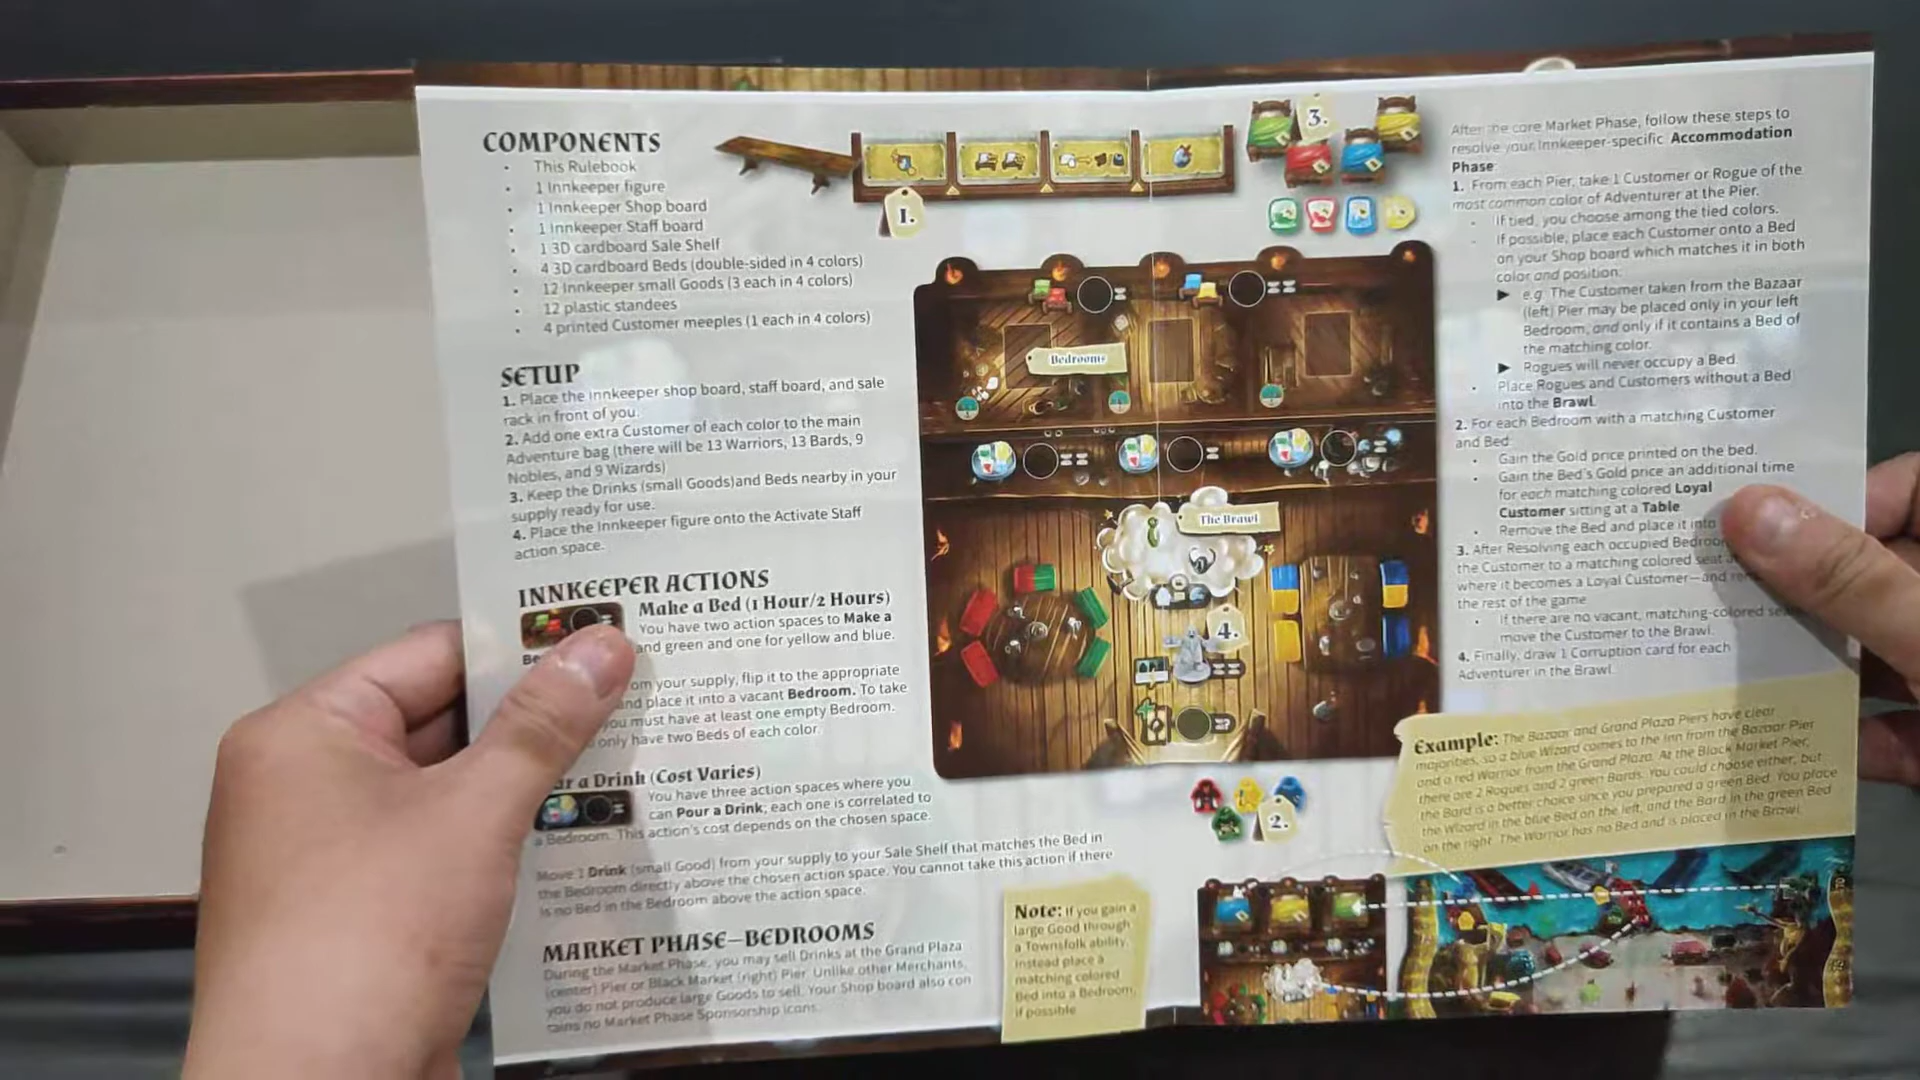 COMPONENTS
• This Rulebook
• 1 Innkeeper figure
• 1 Innkeeper Shop board
• 1 Innkeeper Staff board
• 1 3D cardboard Sale Shelf
• 4 3D cardboard Beds (double-sided in 4 colors)
• 12 Innkeeper small Goods (3 each in 4 colors)
• 12 plastic standees
• 4 printed Customer meeples (1 each in 4 colors)
SETUP
1. Place the innkeeper shop board, staff board, and sale
rack in front of you.
2. Add one extra Customer of each color to the main
Adventure bag (there will be 13 Warriors, 13 Bards, 9
Nobles, and 9 Wizards)
3. Keep the Drinks (small Goods)and Beds nearby in your
supply ready for use.
4. Place the Innkeeper figure onto the Activate Staff
action space.
INNKEEPER ACTIONS
Make a Bed (1 Hour/2 Hours)
You have two action spaces to Make a
and green and one for yellow and blue.
om your supply, flip it to the appropriate
and place it into a vacant Bedroom. To take
ou must have at least one empty Bedroom.
only have two Beds of each color.
r a Drink (Cost Varies)
You have three action spaces where you
can Pour a Drink; each one is correlated to
a Bedroom. This action's cost depends on the chosen space.
Move 1 Drink (small Good) from your supply to your Sale Shelf that matches the Bed in
the Bedroom directly above the chosen action space. You cannot take this action if there
is no Bed in the Bedroom above the action space.
MARKET PHASE—BEDROOMS
During the Market Phase, you may sell Drinks at the Grand Plaza
(center) Pier or Black Market (right) Pier. Unlike other Merchants,
you do not produce large Goods to sell. Your Shop board also con
tains no Market Phase Sponsorship icons.
Note: If you gain a
large Good through
a Townsfolk ability,
instead place a
matching colored
Bed into a Bedroom,
if possible
1.
3.
Bedrooms
The Brawl
4.
2.
After the core Market Phase, follow these steps to
resolve your Innkeeper-specific Accommodation
Phase:
1. From each Pier, take 1 Customer or Rogue of the
most common color of Adventurer at the Pier.
• If tied, you choose among the tied colors.
• If possible, place each Customer onto a Bed
on your Shop board which matches it in both
color and position:
▶ e.g. The Customer taken from the Bazaar
(left) Pier may be placed only in your left
Bedroom, and only if it contains a Bed of
the matching color.
▶ Rogues will never occupy a Bed.
• Place Rogues and Customers without a Bed
into the Brawl.
2. For each Bedroom with a matching Customer
and Bed:
• Gain the Gold price printed on the bed.
• Gain the Bed's Gold price an additional time
for each matching colored Loyal
Customer sitting at a Table
• Remove the Bed and place it into
3. After Resolving each occupied Bedroo
the Customer to a matching colored seat
where it becomes a Loyal Customer—and
the rest of the game
• If there are no vacant, matching-colored
move the Customer to the Brawl.
4. Finally, draw 1 Corruption card for each
Adventurer in the Brawl.
Example: The Bazaar and Grand Plaza Piers have clear
majorities, so a blue Wizard comes to the Inn from the Bazaar Pier
and a red Warrior from the Grand Plaza. At the Black Market Pier,
there are 2 Rogues and 2 green Bards. You could choose either, but
the Bard is a better choice since you prepared a green Bed. You place
the Wizard in the blue Bed on the left, and the Bard in the green Bed
on the right. The Warrior has no Bed and is placed in the Brawl.